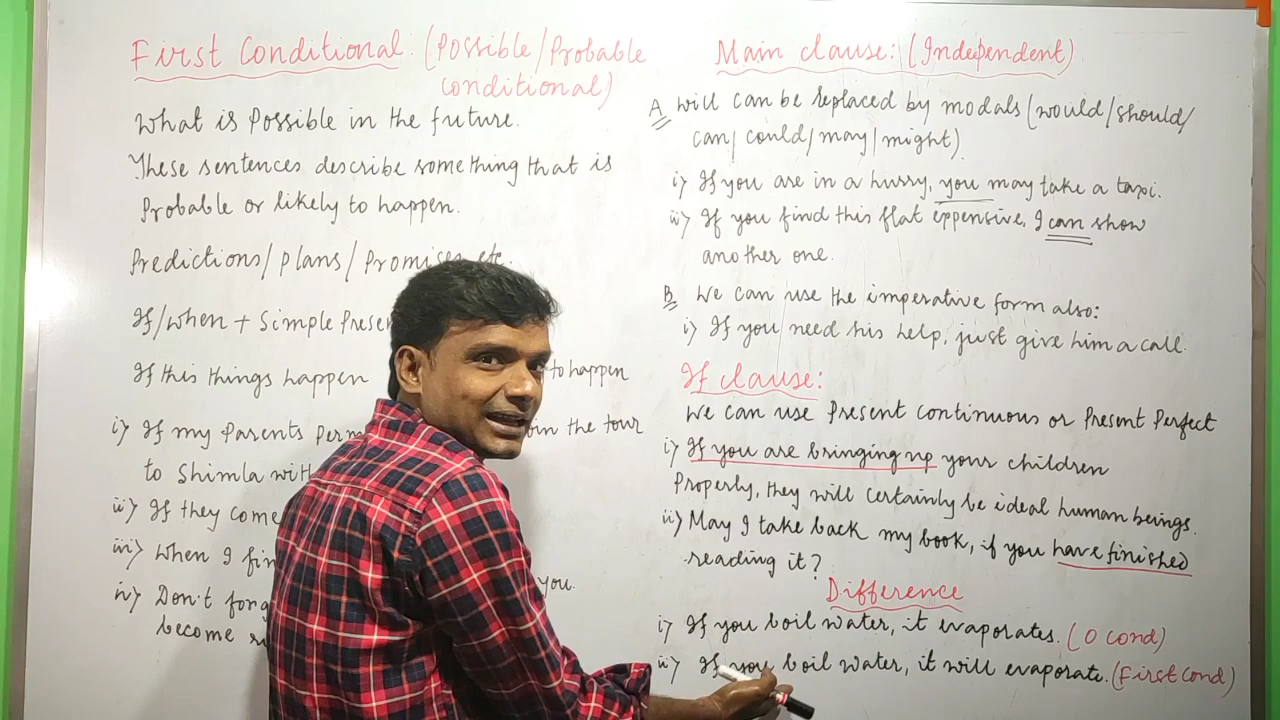 First Conditional: (Possible/Probable
conditional)
What is Possible in the future.
These sentences describe something that is
Probable or likely to happen.
Predictions/plans/Promises etc.
If/when + Simple Presen
If this things happen to happen
i) If my Parents Perm the tour
to Shimla with
ii) If they come
iii) When I fin
iv) Don't forg you.
become
Main clause: (Independent)
A will can be replaced by modals (would/should/
can/could/may/might).
i) If you are in a hurry, you may take a taxi.
ii) If you find this flat expensive, I can show
another one.
B We can use the imperative form also:
i) If you need his help, just give him a call.
If clause:
We can use Present continuous or Present Perfect
i) If you are bringing up your children
Properly, they will certainly be ideal human beings.
ii) May I take back my book, if you have finished
reading it?
Difference
i) If you boil water, it evaporates. (0 cond)
ii) If you boil water, it will evaporate. (First cond)